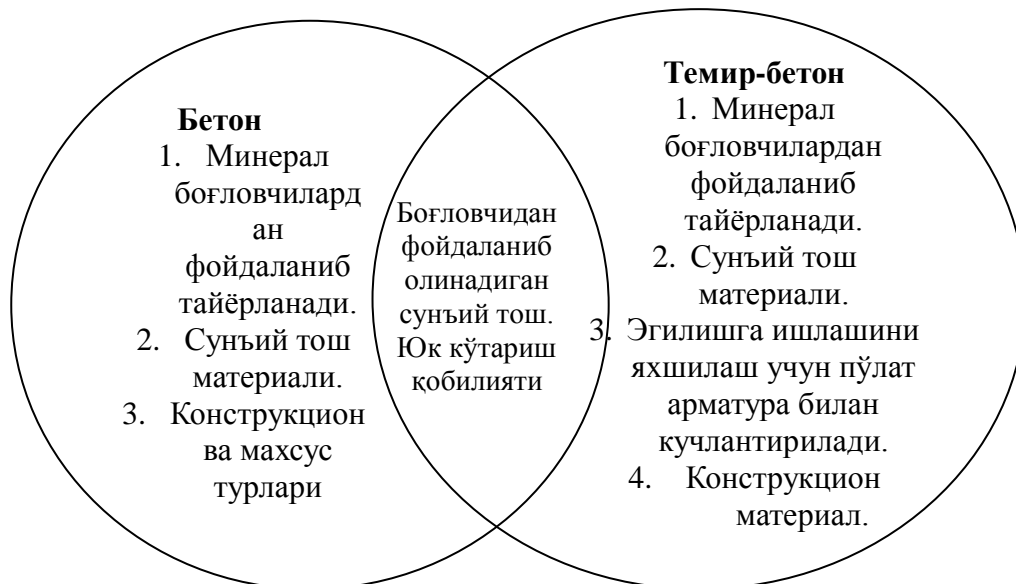 Бетон
1. Минерал
боғловчилард
ан
фойдаланиб
тайёрланади.
2. Сунъий тош
материали.
3. Конструкцион
ва махсус
турлари
Боғловчидан
фойдаланиб
олинадиган
сунъий тош.
Юк кўтариш
қобилияти
Темир-бетон
1. Минерал
боғловчилардан
фойдаланиб
тайёрланади.
2. Сунъий тош
материали.
3. Эгилишга ишлашини
яхшилаш учун пўлат
арматура билан
кучлантирилади.
4. Конструкцион
материал.